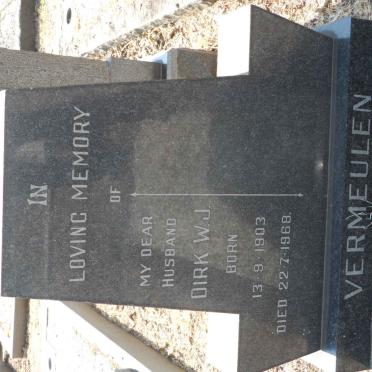 IN
LOVING MEMORY
OF
MY DEAR
HUSBAND
DIRK W.J.
BORN
13-9-1903
DIED 22-7-1968.
VERMEULEN